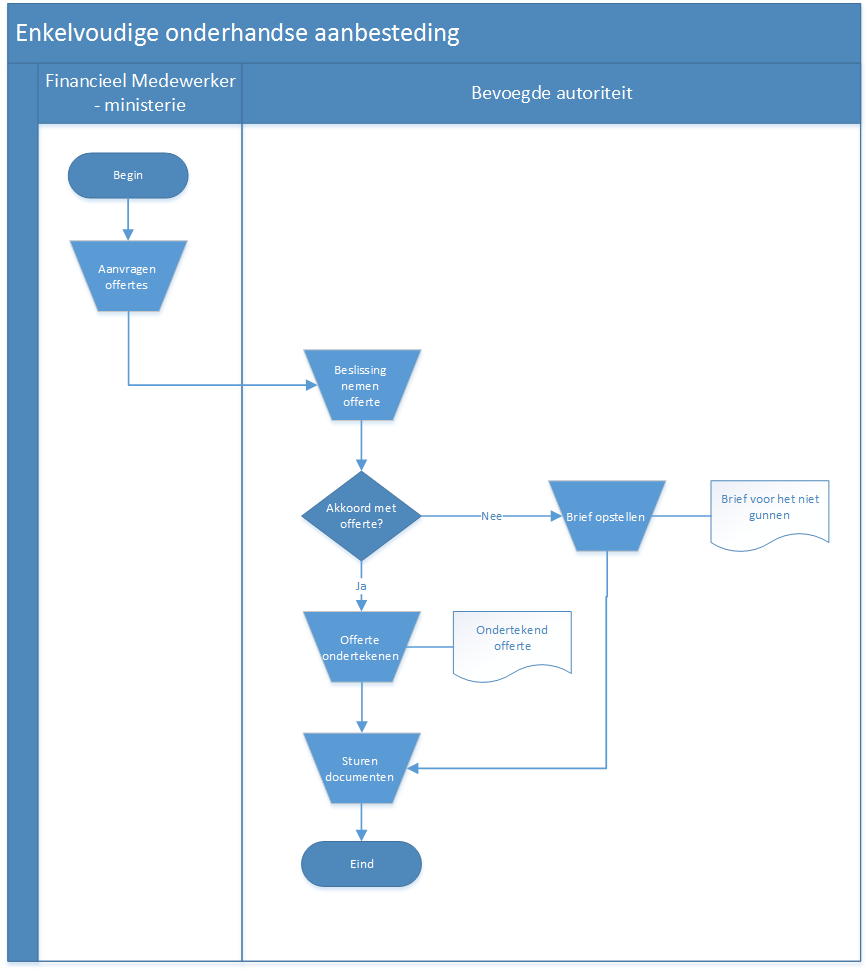 Enkelvoudige onderhandse aanbesteding
Financieel Medewerker
- ministerie
Bevoegde autoriteit
Begin
Aanvragen
offertes
Beslissing
nemen
offerte
Akkoord met
offerte?
Nee
Brief opstellen
Brief voor het niet
gunnen
Ja
Offerte
ondertekenen
Ondertekend
offerte
Sturen
documenten
Eind